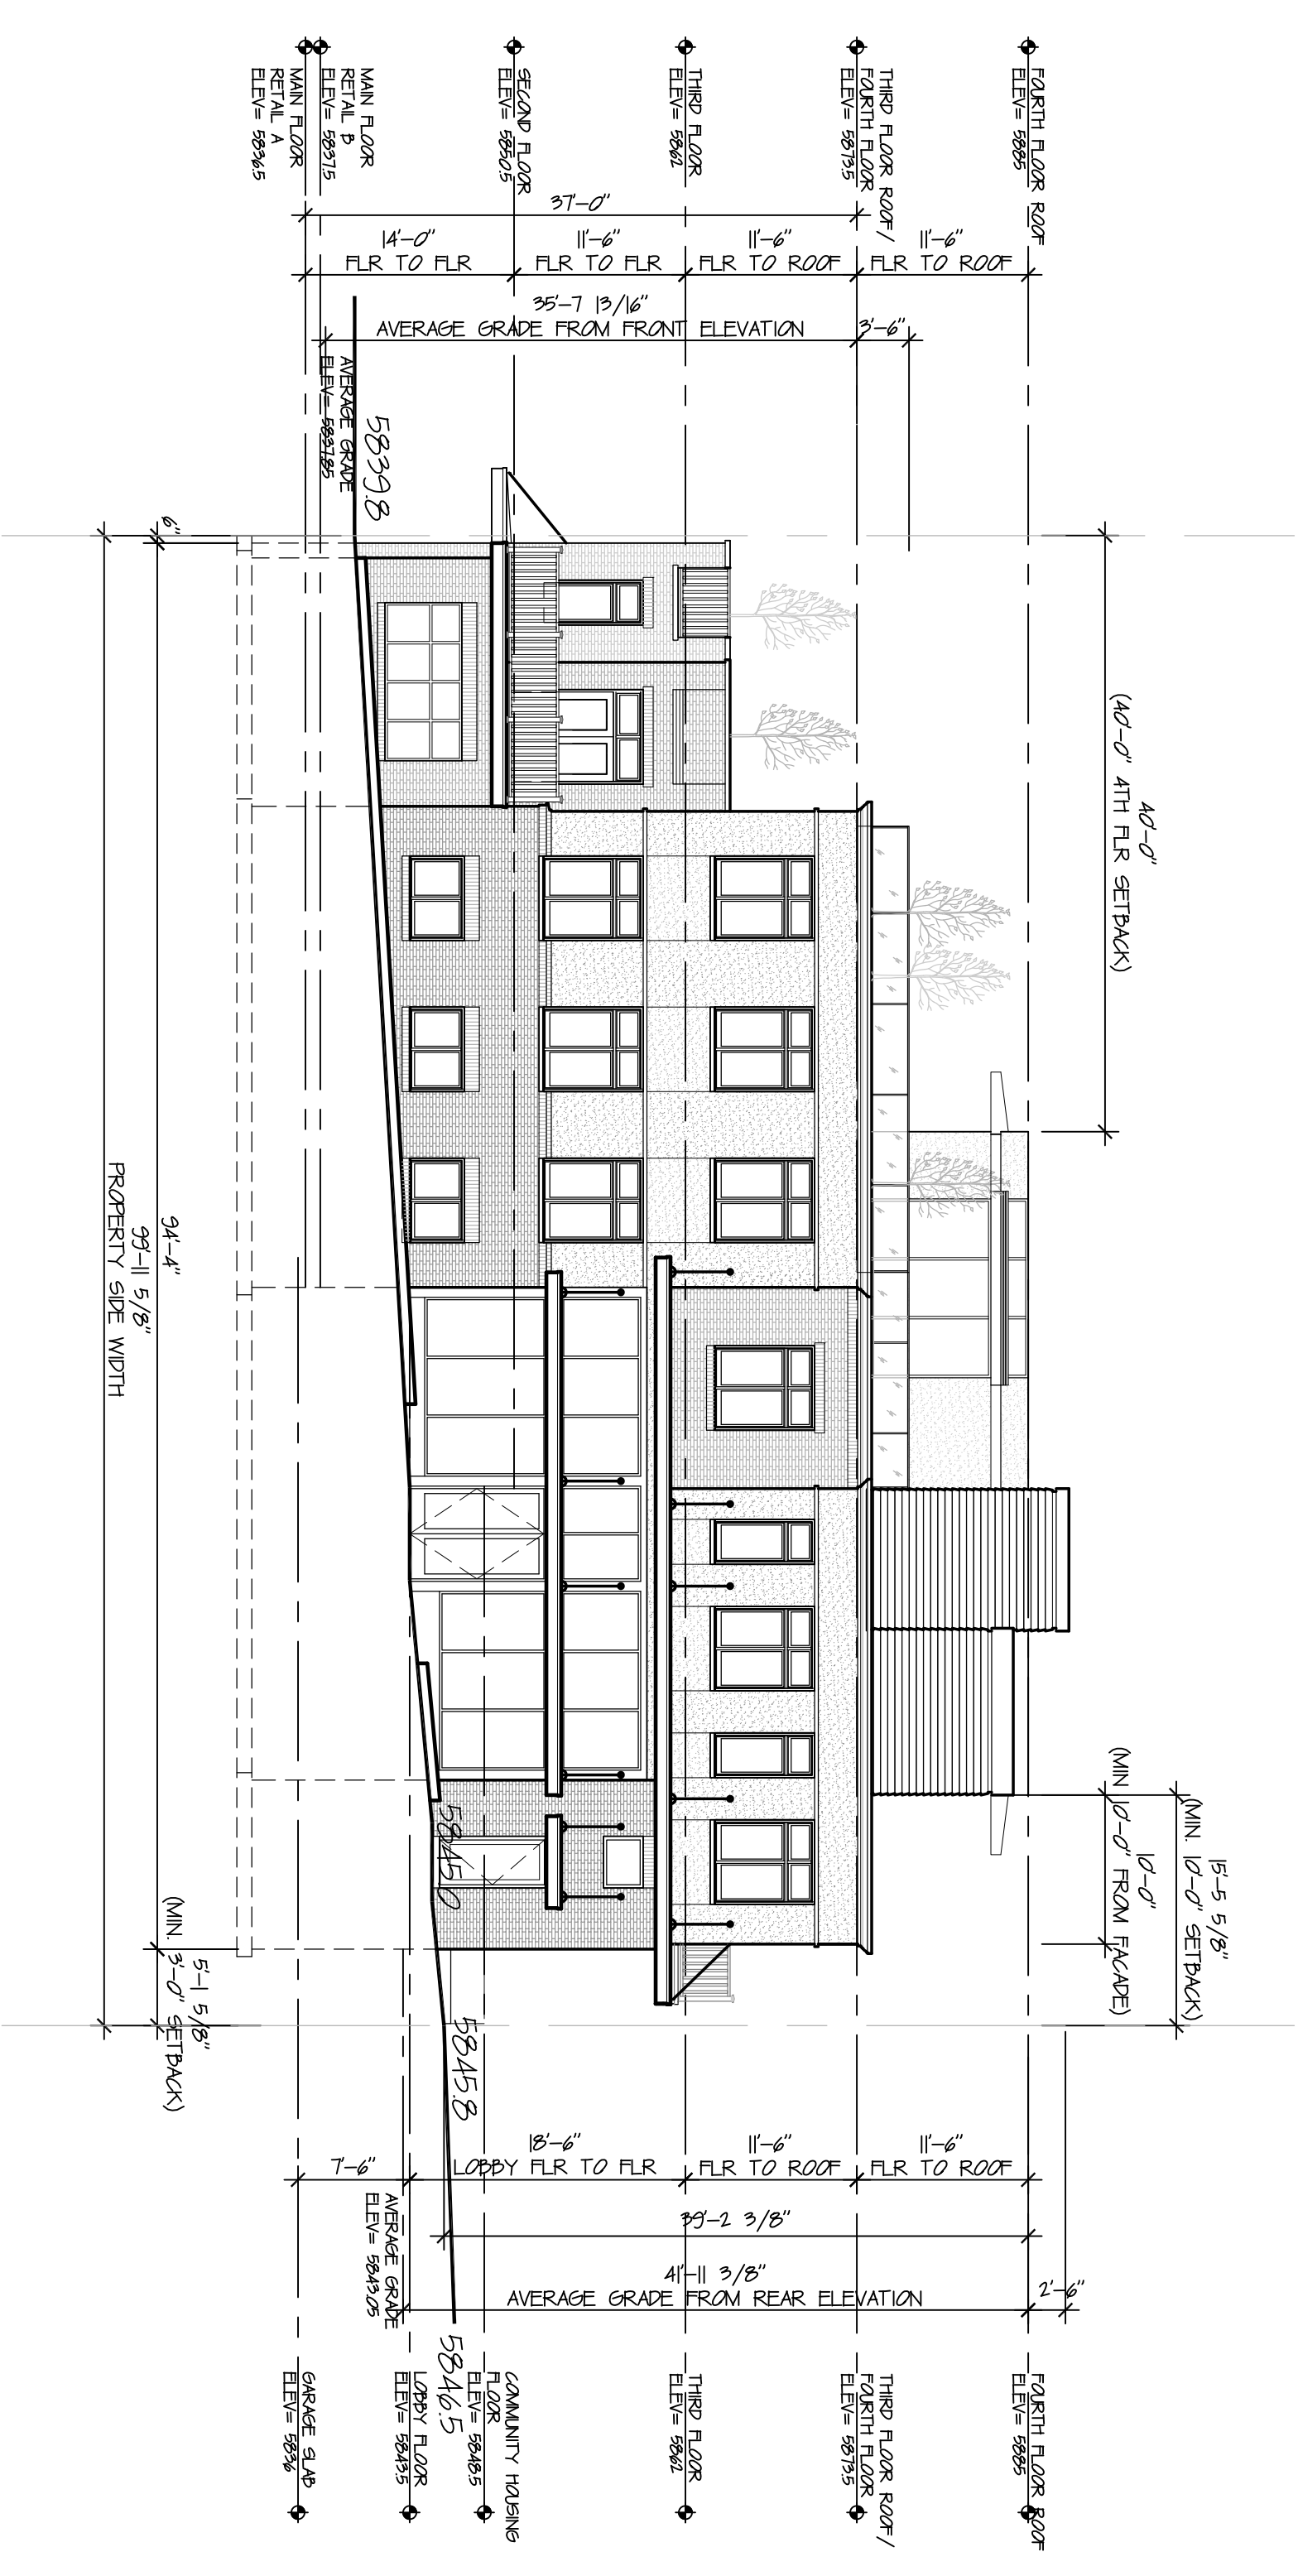 FOURTH FLOOR ROOF
ELEV= 5885
THIRD FLOOR ROOF/
FOURTH FLOOR
ELEV= 5873.5
THIRD FLOOR
ELEV= 5862
SECOND FLOOR
ELEV= 5850.5
MAIN FLOOR
RETAIL B
ELEV= 5837.5
MAIN FLOOR
RETAIL A
ELEV= 5836.5
37'-0"
11'-6"
FLR TO ROOF
11'-6"
FLR TO ROOF
11'-6"
FLR TO FLR
14'-0"
FLR TO FLR
3'-6"
35'-7 13/16"
AVERAGE GRADE FROM FRONT ELEVATION
AVERAGE GRADE
ELEV= 5837.85
5839.8
40'-0"
(40'-0" 4TH FLR SETBACK)
15'-5 5/8"
(MIN. 10'-0" SETBACK)
10'-0"
(MIN 10'-0" FROM FACADE)
5845.0
5845.8
5846.5
6"
94'-4"
5'-1 5/8"
(MIN. 3'-0" SETBACK)
99'-11 5/8"
PROPERTY SIDE WIDTH
11'-6"
FLR TO ROOF
11'-6"
FLR TO ROOF
18'-6"
LOBBY FLR TO FLR
7'-6"
39'-2 3/8"
2'-6"
41'-11 3/8"
AVERAGE GRADE FROM REAR ELEVATION
AVERAGE GRADE
ELEV= 5843.05
FOURTH FLOOR ROOF
ELEV= 5885
THIRD FLOOR ROOF/
FOURTH FLOOR
ELEV= 5873.5
THIRD FLOOR
ELEV= 5862
COMMUNITY HOUSING
FLOOR
ELEV= 5848.5
LOBBY FLOOR
ELEV= 5843.5
GARAGE SLAB
ELEV= 5836